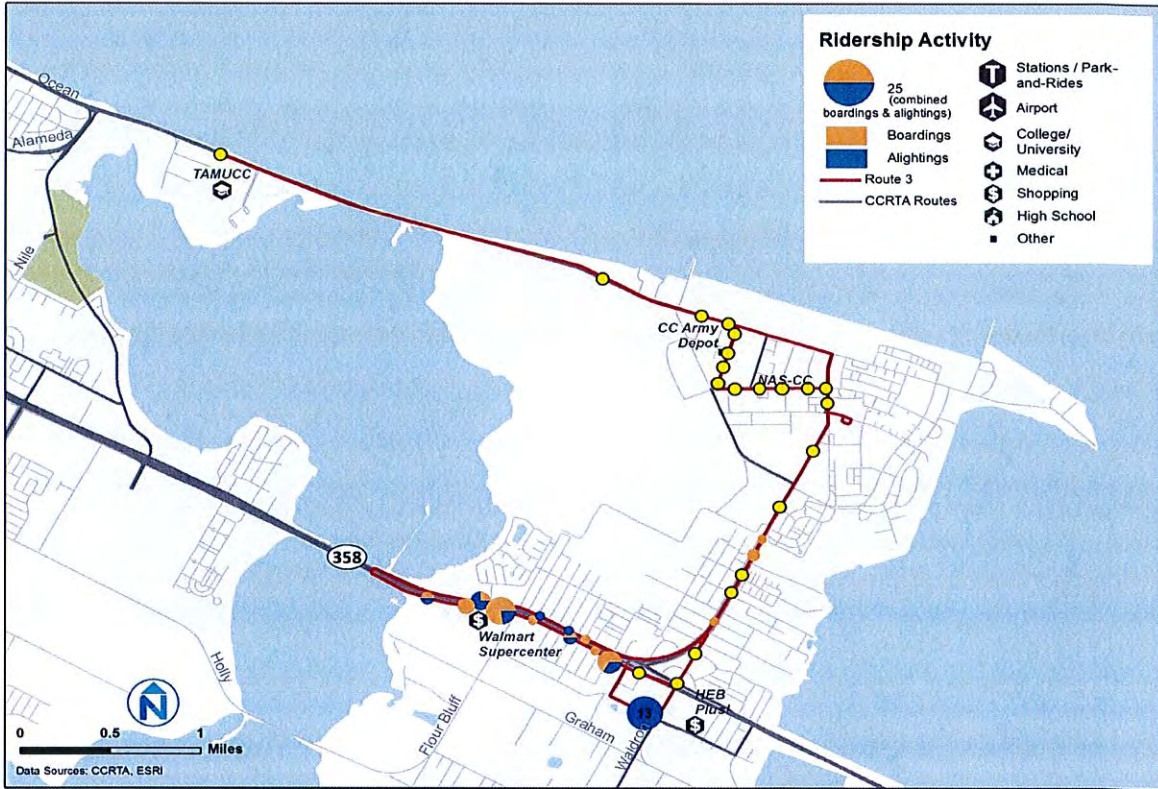 Ridership Activity
25
(combined
boardings & alightings)
Boardings
Alightings
Route 3
CCRTA Routes
Stations / Park-
and-Rides
Airport
College/
University
Medical
Shopping
High School
Other
Ocean
Alameda
TAMUCC
Nile
CC Army
Depot
NAS-CC
358
Walmart
Supercenter
Holly
Flour Bluff
HEB
Plus!
13
Graham
Waldron
N
0 0.5 1
Miles
Data Sources: CCRTA, ESRI